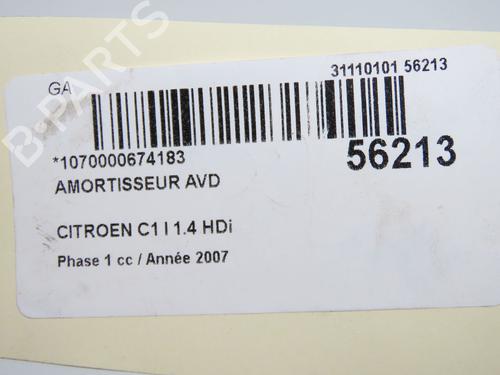 GA
31110101 56213
*1070000674183
56213
AMORTISSEUR AVD
CITROEN C1 I 1.4 HDi
Phase 1 cc / Année 2007
B-PARTS